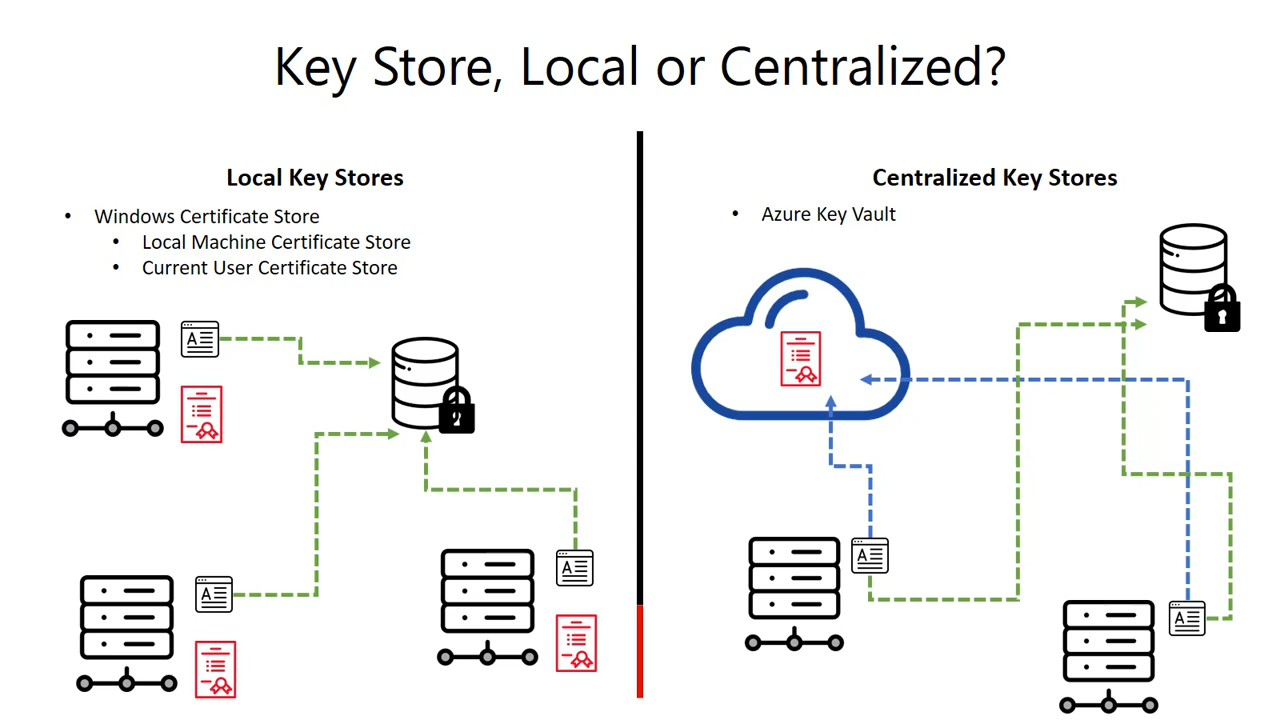 Key Store, Local or Centralized?
Local Key Stores
• Windows Certificate Store
• Local Machine Certificate Store
• Current User Certificate Store
A
A
A
Centralized Key Stores
• Azure Key Vault
A
A